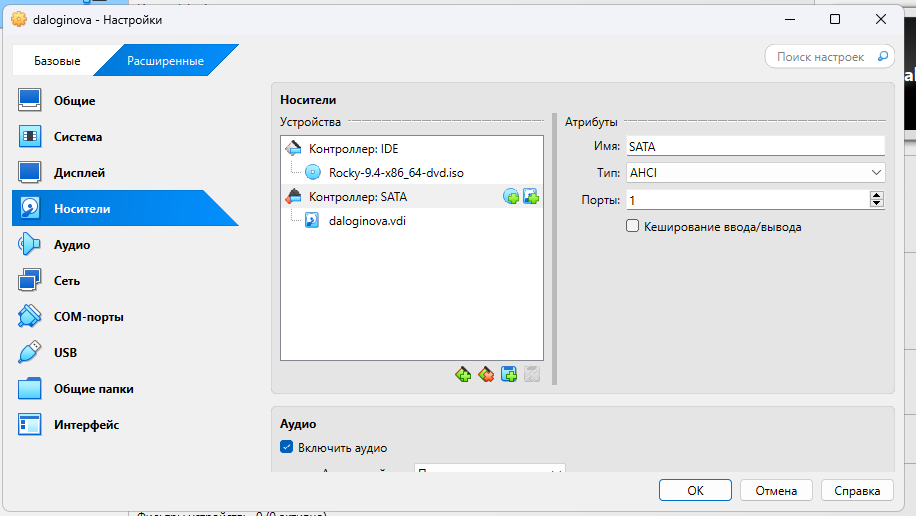 daloginova - Настройки
Базовые
Расширенные
Поиск настроек
Общие
Система
Дисплей
Носители
Аудио
Сеть
COM-порты
USB
Общие папки
Интерфейс
Носители
Устройства
Контроллер: IDE
Rocky-9.4-x86_64-dvd.iso
Контроллер: SATA
daloginova.vdi
Атрибуты
Имя: SATA
Тип: AHCI
Порты: 1
Кеширование ввода/вывода
Аудио
Включить аудио
ОК
Отмена
Справка